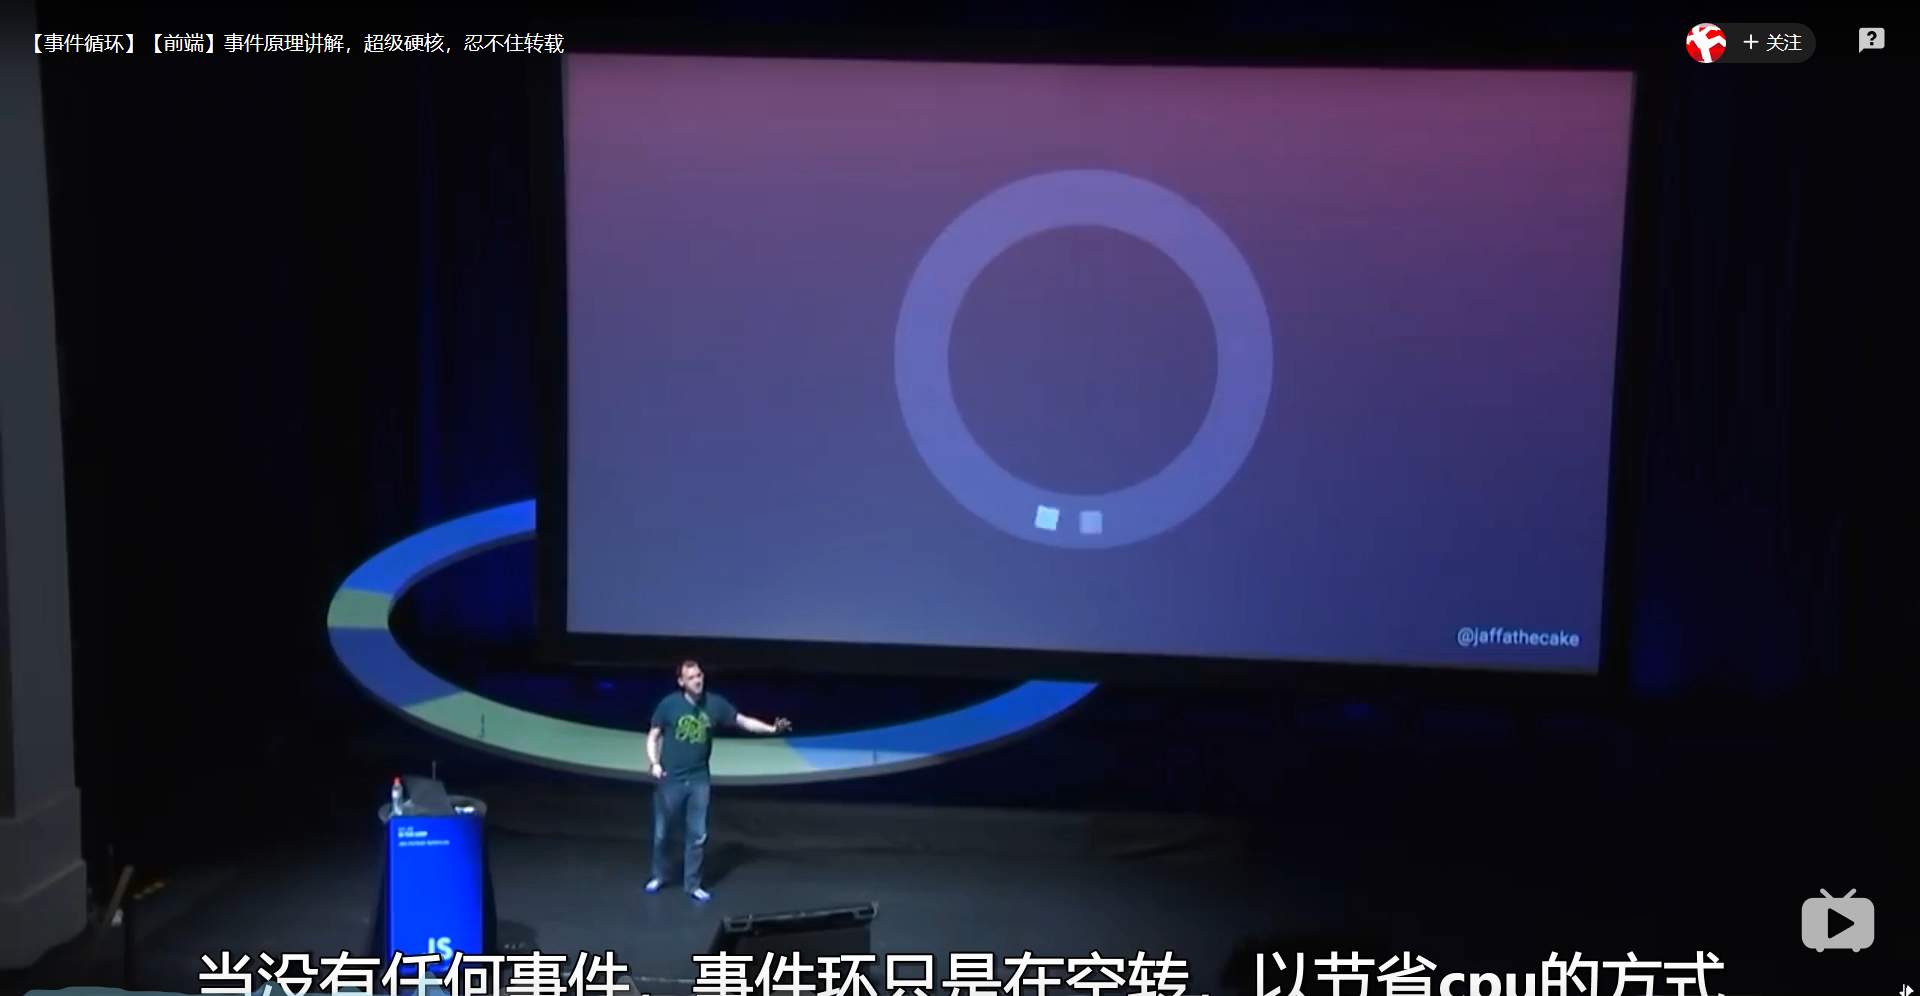 【事件循环】【前端】事件原理讲解，超级硬核，忍不住转载
+ 关注
@jaffathecake
JS
当没有任何事件，事件环只是在空转，以节省cpu的方式